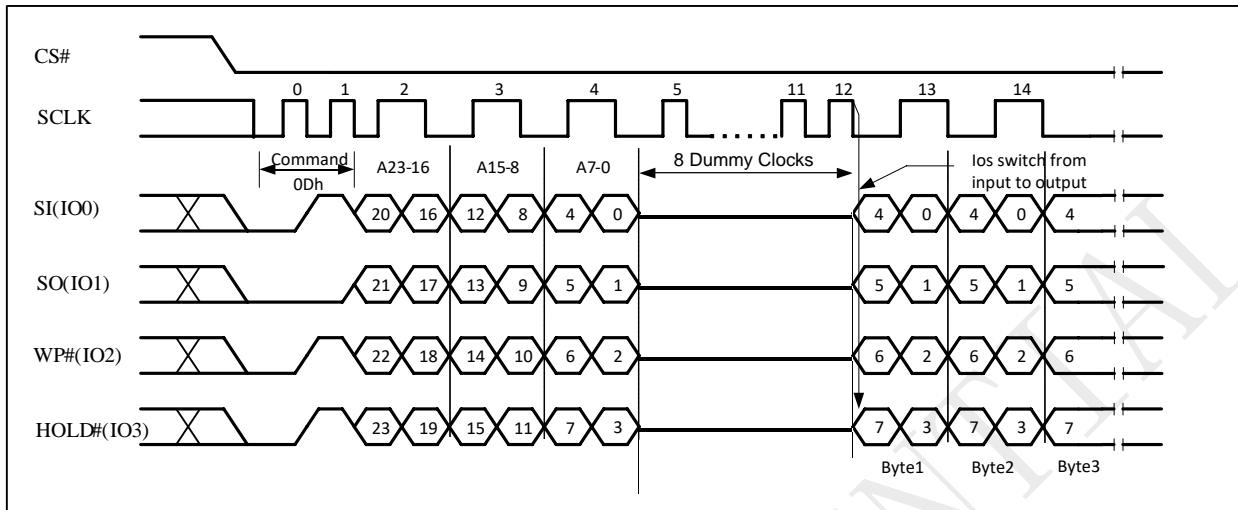 CS#
0 1 2 3 4 5 11 12 13 14
SCLK
Command
0Dh
A23-16 A15-8 A7-0
8 Dummy Clocks
Ios switch from
input to output
SI(IO0) 20 16 12 8 4 0 4 0 4 0 4
SO(IO1) 21 17 13 9 5 1 5 1 5 1 5
WP#(IO2) 22 18 14 10 6 2 6 2 6 2 6
HOLD#(IO3) 23 19 15 11 7 3 7 3 7 3 7
Byte1 Byte2 Byte3
NTIAL